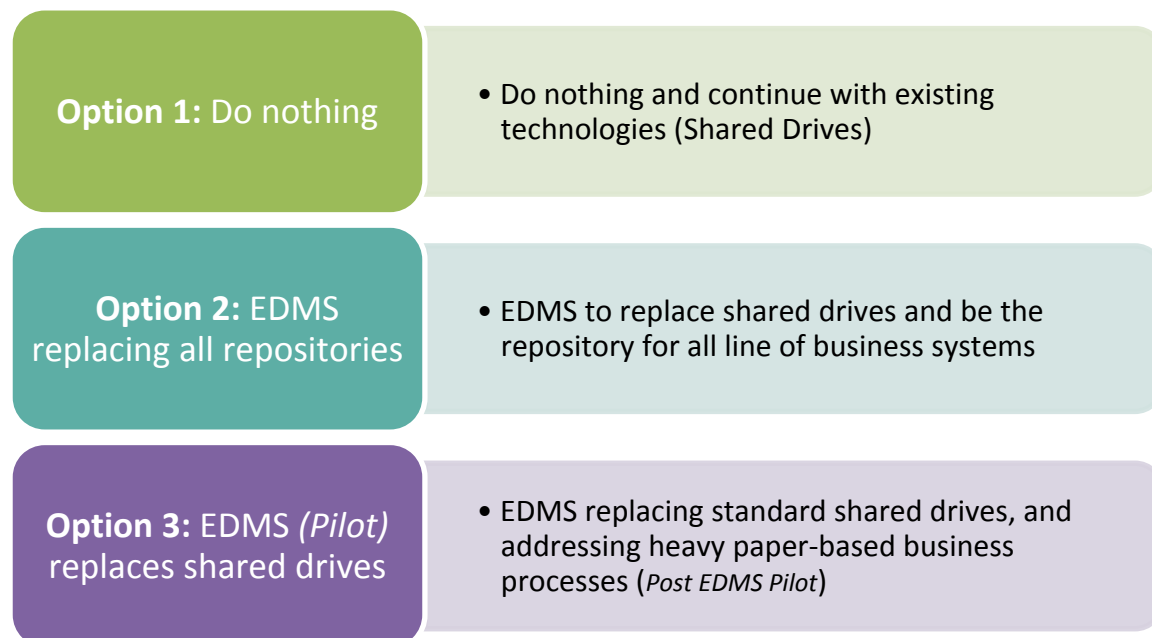 Option 1: Do nothing
• Do nothing and continue with existing
technologies (Shared Drives)
Option 2: EDMS
replacing all repositories
• EDMS to replace shared drives and be the
repository for all line of business systems
Option 3: EDMS (Pilot)
replaces shared drives
• EDMS replacing standard shared drives, and
addressing heavy paper-based business
processes (Post EDMS Pilot)